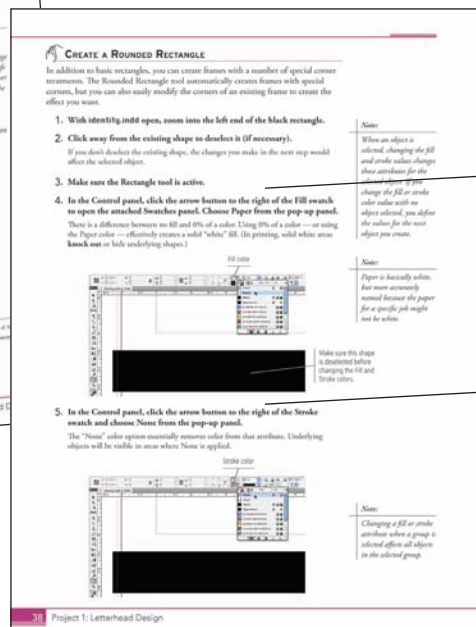 CREATE A ROUNDED RECTANGLE
In addition to basic rectangles, you can create frames with a number of special corner
treatments. The Rounded Rectangle tool automatically creates frames with special
corners, but you can also easily modify the corners of an existing frame to create the
effect you want.
1. With identity.indd open, zoom into the left end of the black rectangle.
2. Click away from the existing shape to deselect it (if necessary).
If you don't deselect the existing shape, the changes you make in the next step would
affect the selected object.
3. Make sure the Rectangle tool is active.
4. In the Control panel, click the arrow button to the right of the Fill swatch
to open the attached Swatches panel. Choose Paper from the pop-up panel.
There is a difference between no fill and 0% of a color. Using 0% of a color — or using
the Paper color — effectively creates a solid "white" fill. (In printing, solid white areas
knock out or hide underlying shapes.)
Fill color
Make sure this shape
is deselected before
changing the Fill and
Stroke colors.
5. In the Control panel, click the arrow button to the right of the Stroke
swatch and choose None from the pop-up panel.
The "None" color option essentially removes color from that attribute. Underlying
objects will be visible in areas where None is applied.
Stroke color
Note:
When an object is
selected, changing the fill
and stroke values changes
those attributes for the
selected object. If you
change the fill or stroke
color value with no
object selected, you define
the values for the next
object you create.
Note:
Paper is basically white,
but more accurately
named because the paper
for a specific job might
not be white.
Note:
Changing a fill or stroke
attribute when a group is
selected affects all objects
in the selected group.
38 Project 1: Letterhead Design